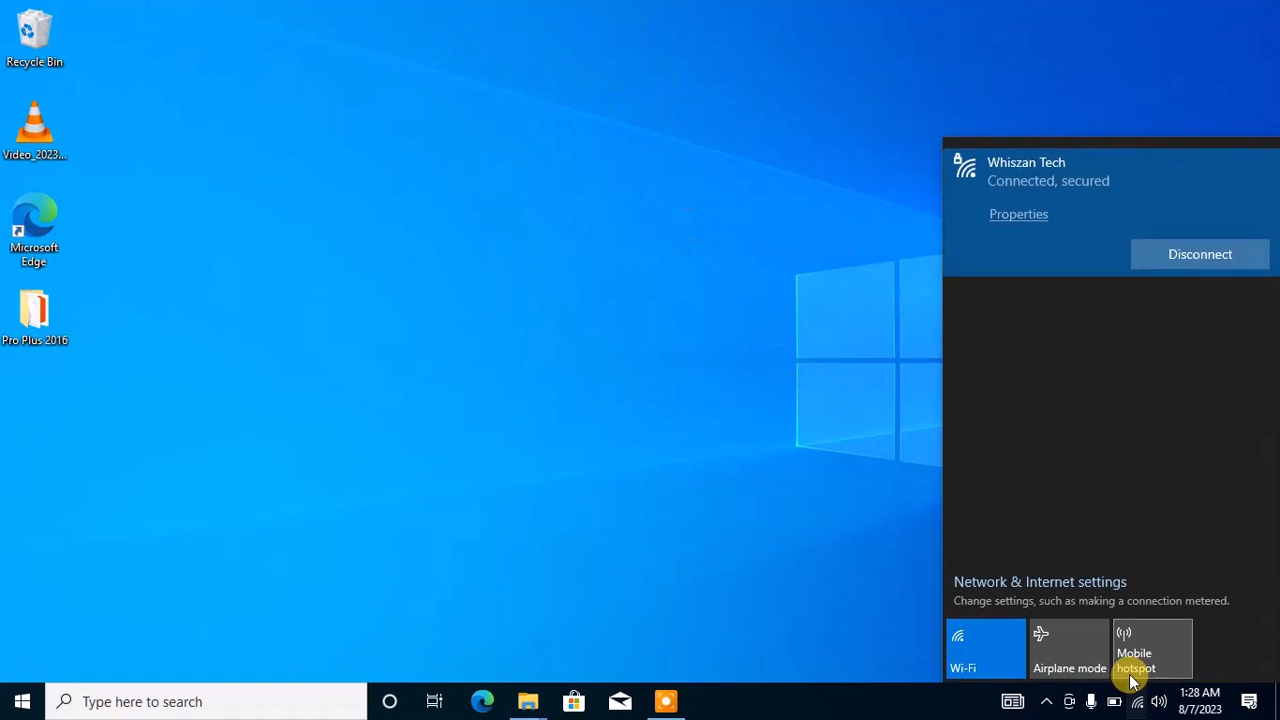 Recycle Bin
Video_2023...
Microsoft
Edge
Pro Plus 2016
Whiszan Tech
Connected, secured
Properties
Disconnect
Network & Internet settings
Change settings, such as making a connection metered.
Wi-Fi
Airplane mode
Mobile
hotspot
Type here to search
1:28 AM
8/7/2023